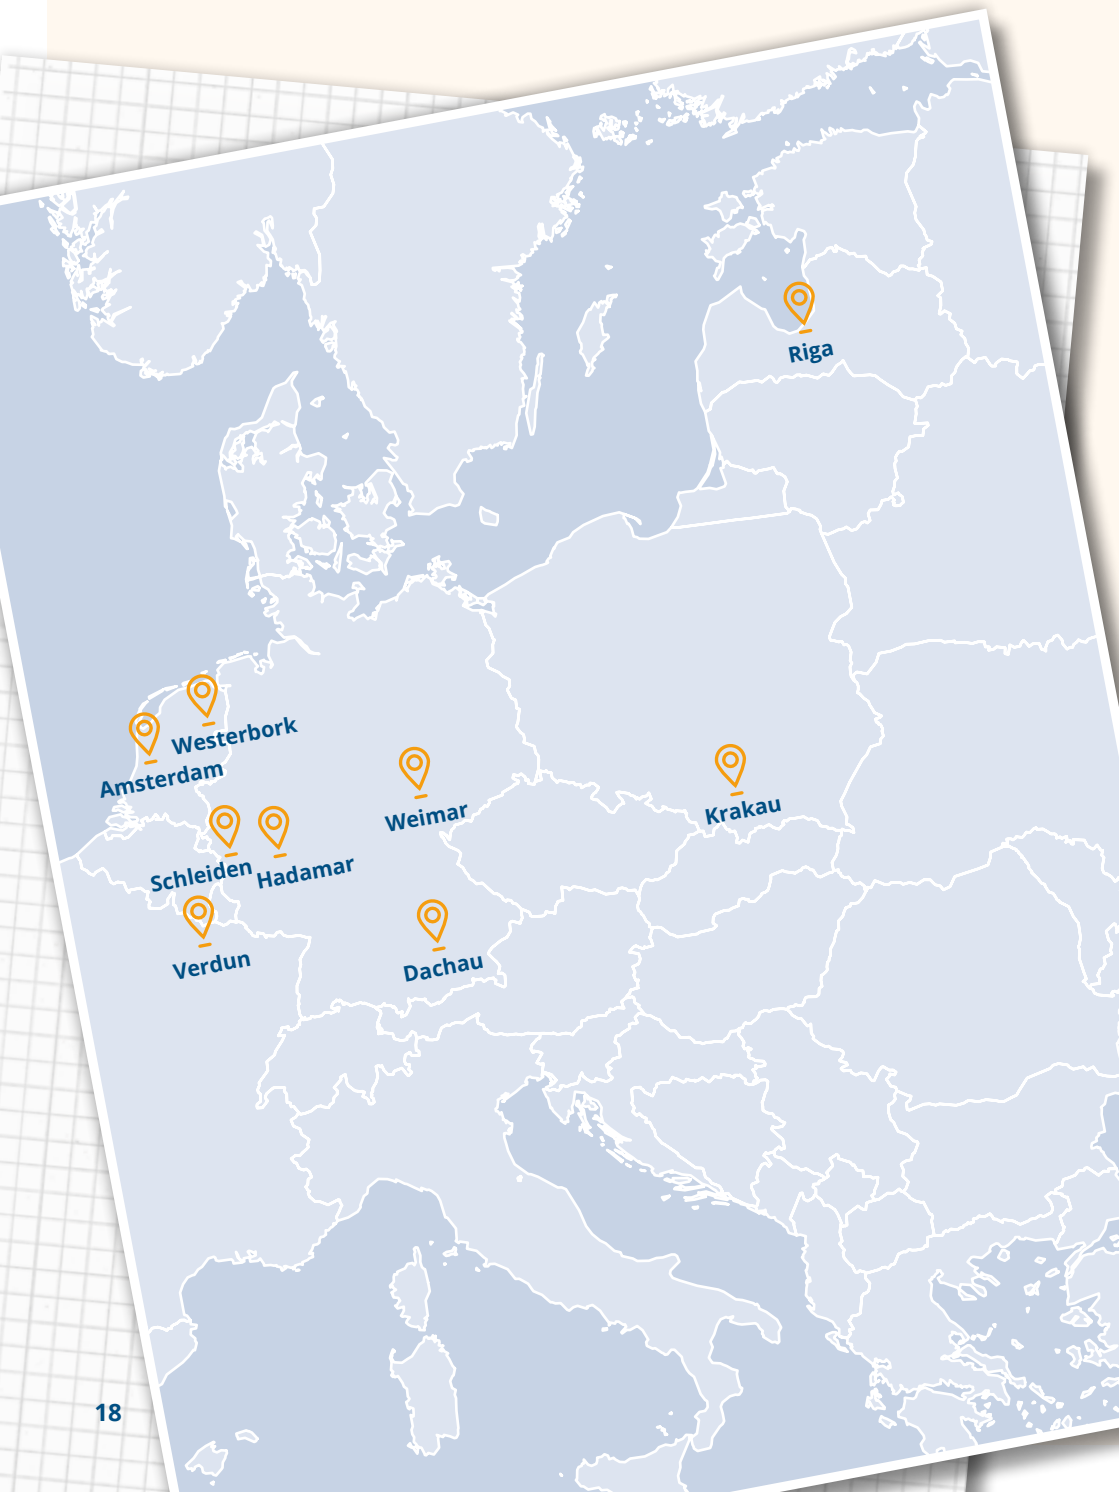 Riga
Westerbork
Amsterdam
Weimar
Krakau
Schleiden
Hadamar
Verdun
Dachau
18